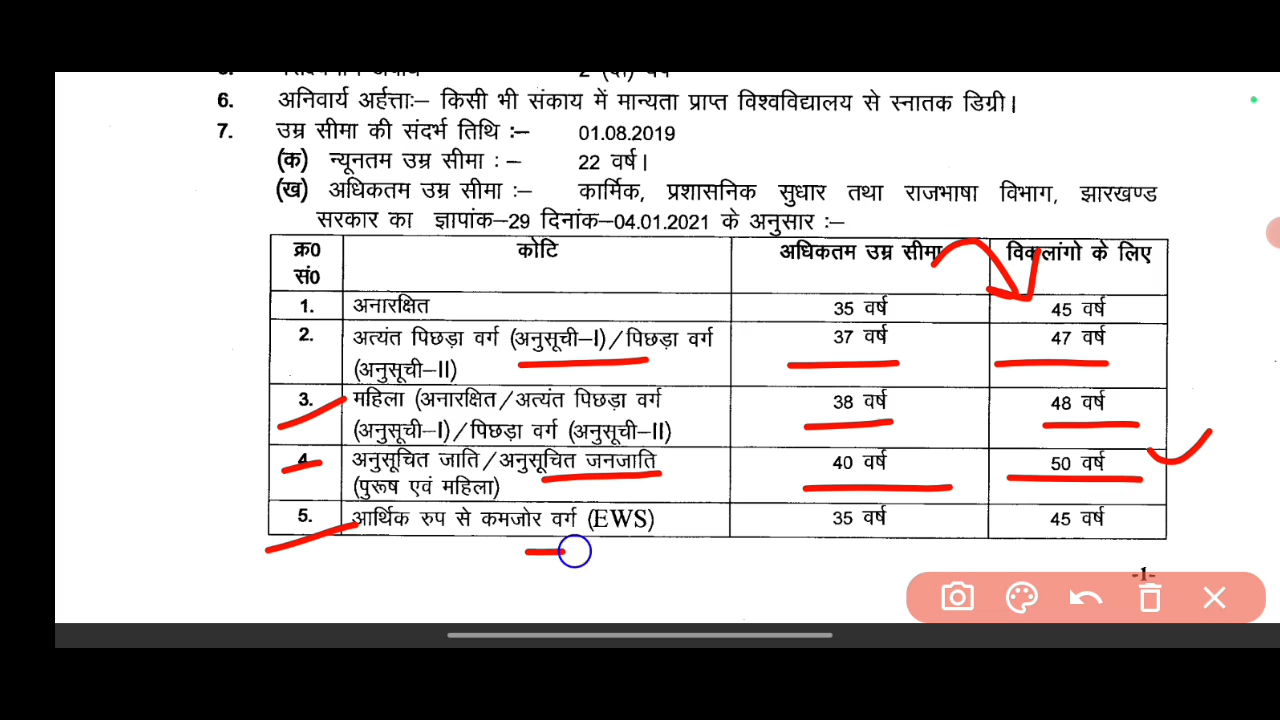 6. अनिवार्य अर्हत्ताः– किसी भी संकाय में मान्यता प्राप्त विश्वविद्यालय से स्नातक डिग्री।
7. उम्र सीमा की संदर्भ तिथि :– 01.08.2019
(क) न्यूनतम उम्र सीमा : – 22 वर्ष।
(ख) अधिकतम उम्र सीमा :– कार्मिक, प्रशासनिक सुधार तथा राजभाषा विभाग, झारखण्ड
सरकार का ज्ञापांक–29 दिनांक–04.01.2021 के अनुसार :–
क्र0 सं0 कोटि अधिकतम उम्र सीमा विकलांगो के लिए
1. अनारक्षित 35 वर्ष 45 वर्ष
2. अत्यंत पिछड़ा वर्ग (अनुसूची–I)/पिछड़ा वर्ग 37 वर्ष 47 वर्ष
(अनुसूची–II)
3. महिला (अनारक्षित/अत्यंत पिछड़ा वर्ग 38 वर्ष 48 वर्ष
(अनुसूची–I)/पिछड़ा वर्ग (अनुसूची–II)
4. अनुसूचित जाति/अनुसूचित जनजाति 40 वर्ष 50 वर्ष
(पुरूष एवं महिला)
5. आर्थिक रुप से कमजोर वर्ग (EWS) 35 वर्ष 45 वर्ष
-1-